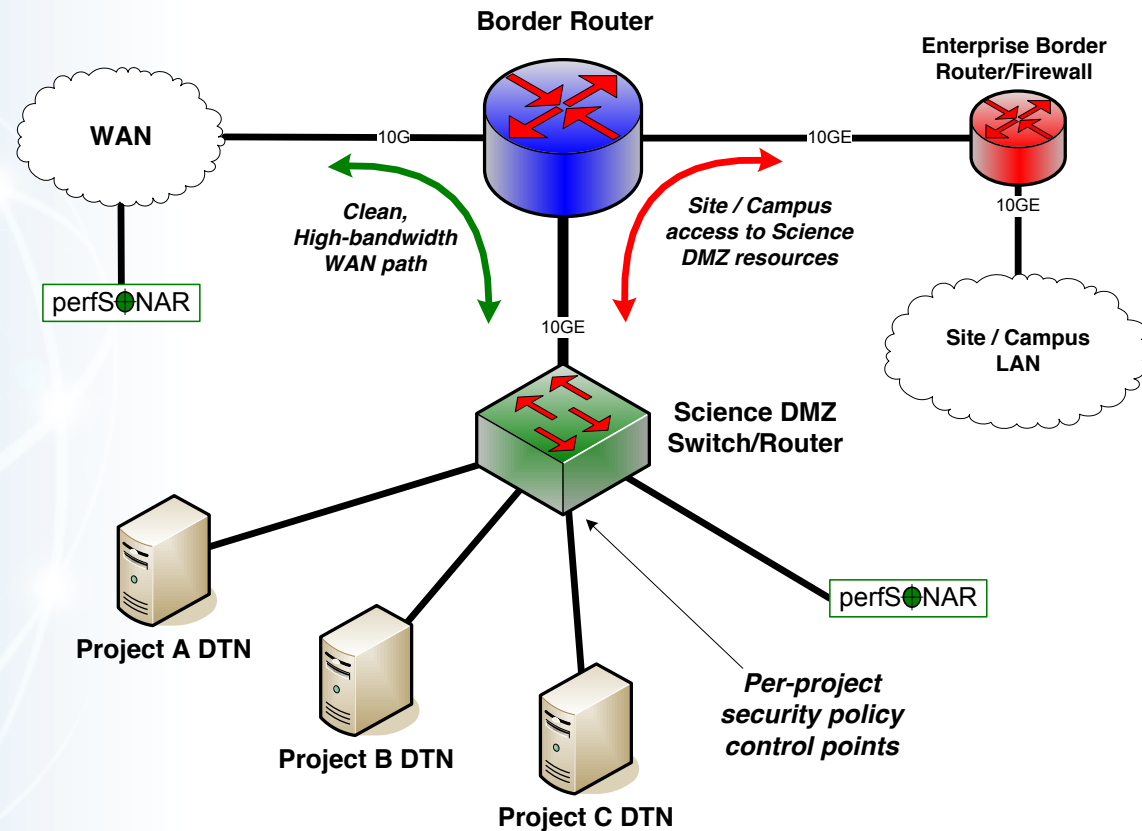 Border Router
Enterprise Border
Router/Firewall
WAN
10G
10GE
10GE
Clean,
High-bandwidth
WAN path
Site / Campus
access to Science
DMZ resources
perfSONAR
10GE
Site / Campus
LAN
Science DMZ
Switch/Router
perfSONAR
Project A DTN
Project B DTN
Project C DTN
Per-project
security policy
control points